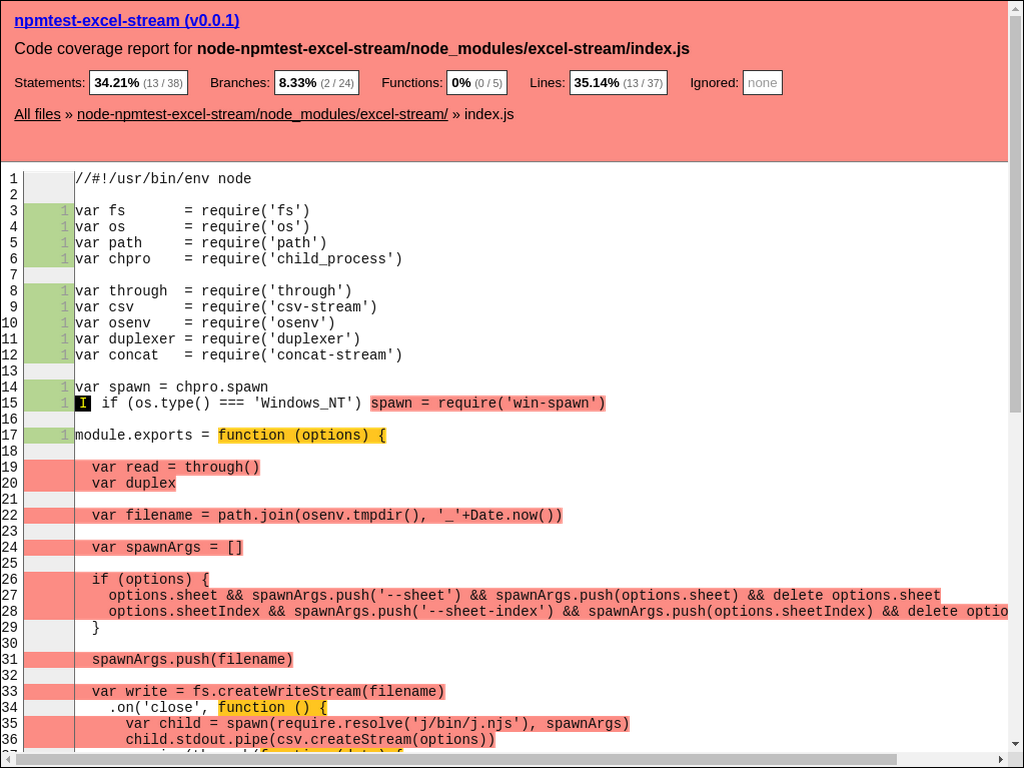 npmtest-excel-stream (v0.0.1)
Code coverage report for node-npmtest-excel-stream/node_modules/excel-stream/index.js
Statements: 34.21% (13 / 38) Branches: 8.33% (2 / 24) Functions: 0% (0 / 5) Lines: 35.14% (13 / 37) Ignored: none
All files » node-npmtest-excel-stream/node_modules/excel-stream/ » index.js
1 //#!/usr/bin/env node
2
3 1 var fs       = require('fs')
4 1 var os       = require('os')
5 1 var path     = require('path')
6 1 var chpro    = require('child_process')
7
8 1 var through  = require('through')
9 1 var csv      = require('csv-stream')
10 1 var osenv    = require('osenv')
11 1 var duplexer = require('duplexer')
12 1 var concat   = require('concat-stream')
13
14 1 var spawn = chpro.spawn
15 1 I if (os.type() === 'Windows_NT') spawn = require('win-spawn')
16
17 1 module.exports = function (options) {
18
19   var read = through()
20   var duplex
21
22   var filename = path.join(osenv.tmpdir(), '_'+Date.now())
23
24   var spawnArgs = []
25
26   if (options) {
27     options.sheet && spawnArgs.push('--sheet') && spawnArgs.push(options.sheet) && delete options.sheet
28     options.sheetIndex && spawnArgs.push('--sheet-index') && spawnArgs.push(options.sheetIndex) && delete optio
29   }
30
31   spawnArgs.push(filename)
32
33   var write = fs.createWriteStream(filename)
34     .on('close', function () {
35       var child = spawn(require.resolve('j/bin/j.njs'), spawnArgs)
36       child.stdout.pipe(csv.createStream(options))